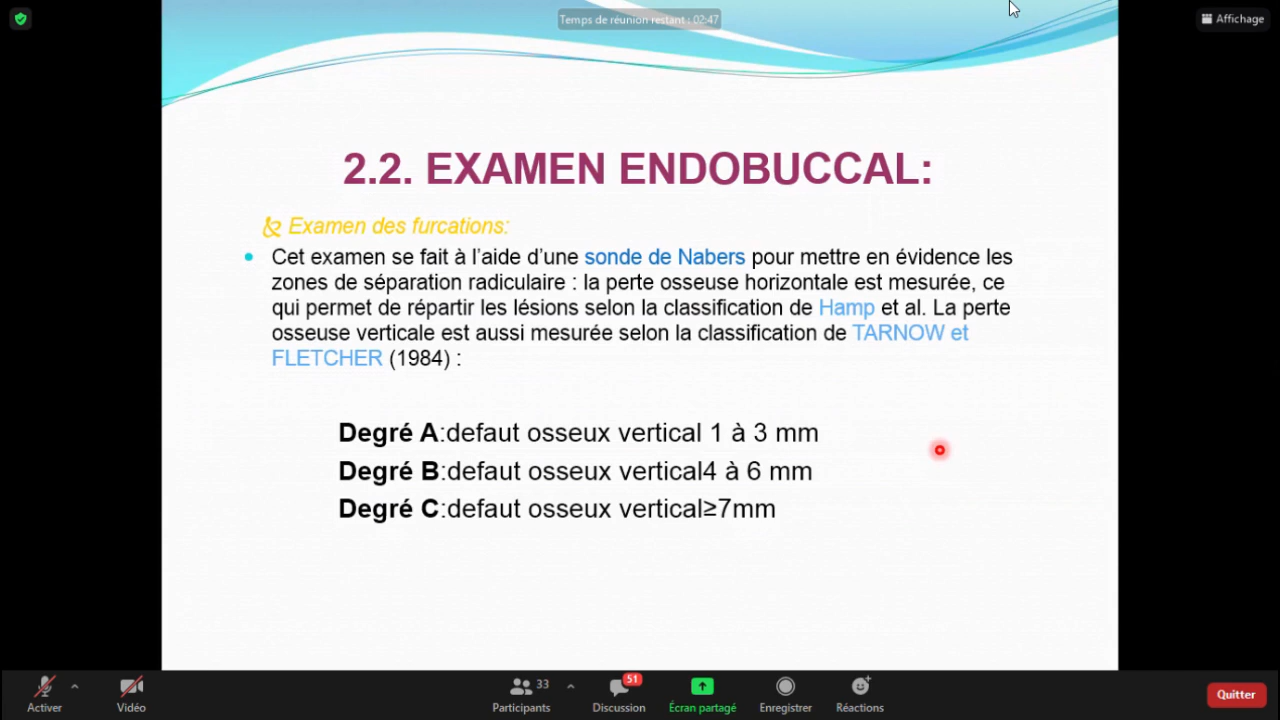 Temps de réunion restant : 02:47
Affichage
2.2. EXAMEN ENDOBUCCAL:
Examen des furcations:
Cet examen se fait à l’aide d’une sonde de Nabers pour mettre en évidence les
zones de séparation radiculaire : la perte osseuse horizontale est mesurée, ce
qui permet de répartir les lésions selon la classification de Hamp et al. La perte
osseuse verticale est aussi mesurée selon la classification de TARNOW et
FLETCHER (1984) :
Degré A:defaut osseux vertical 1 à 3 mm
Degré B:defaut osseux vertical4 à 6 mm
Degré C:defaut osseux vertical≥7mm
Activer
Vidéo
Participants 33
Discussion 51
Écran partagé
Enregistrer
Réactions
Quitter